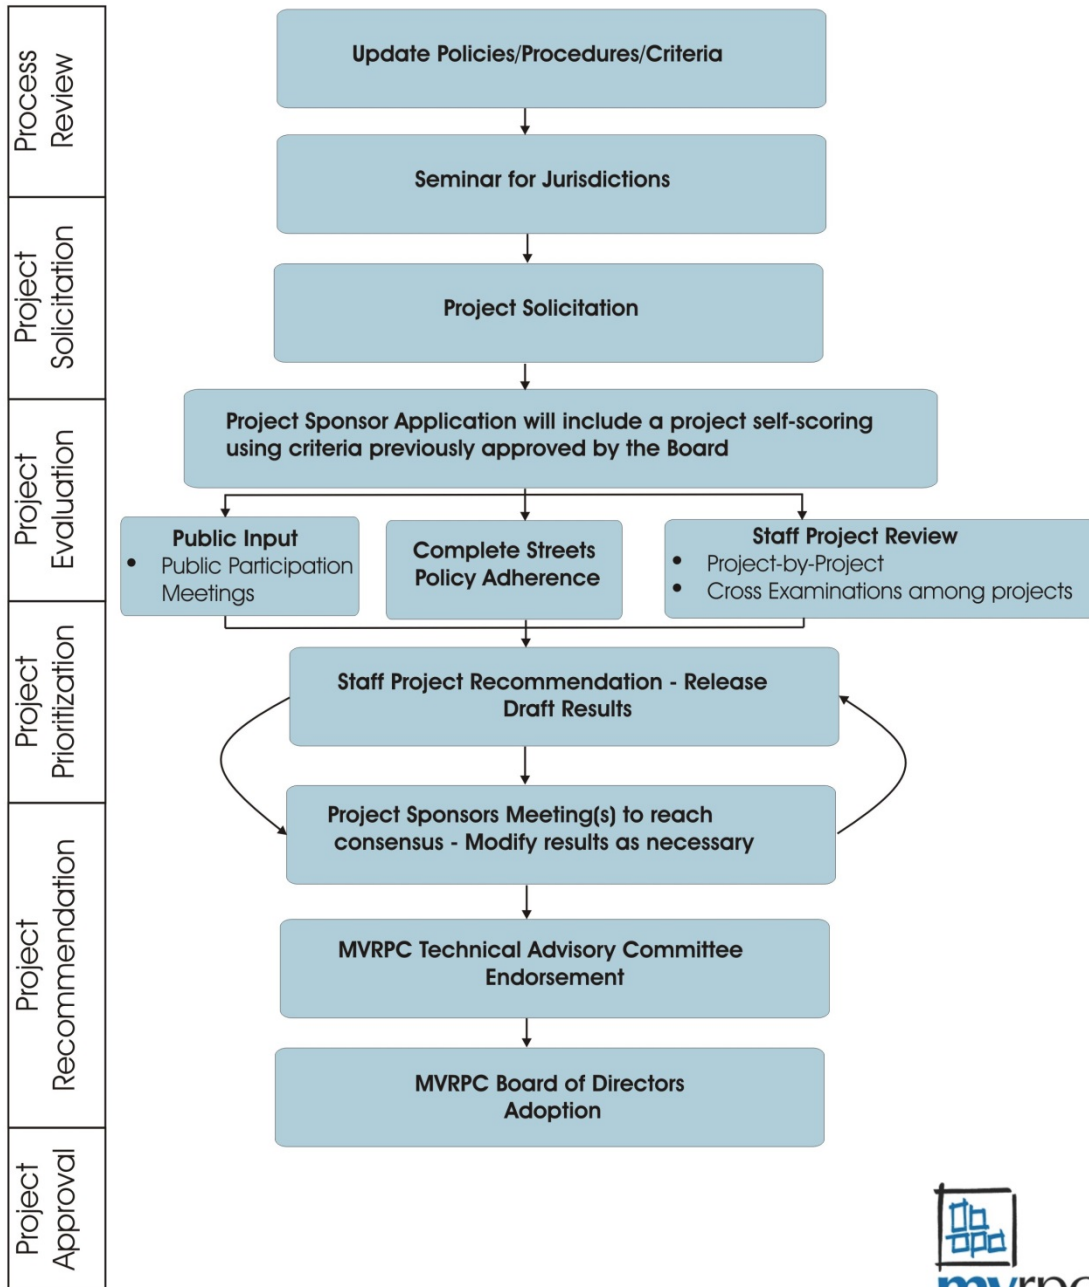 Process
Review
Project
Solicitation
Project
Evaluation
Project
Prioritization
Project
Recommendation
Project
Approval
Update Policies/Procedures/Criteria
Seminar for Jurisdictions
Project Solicitation
Project Sponsor Application will include a project self-scoring
using criteria previously approved by the Board
Public Input
• Public Participation
Meetings
Complete Streets
Policy Adherence
Staff Project Review
• Project-by-Project
• Cross Examinations among projects
Staff Project Recommendation - Release
Draft Results
Project Sponsors Meeting(s) to reach
consensus - Modify results as necessary
MVRPC Technical Advisory Committee
Endorsement
MVRPC Board of Directors
Adoption
mvrpc